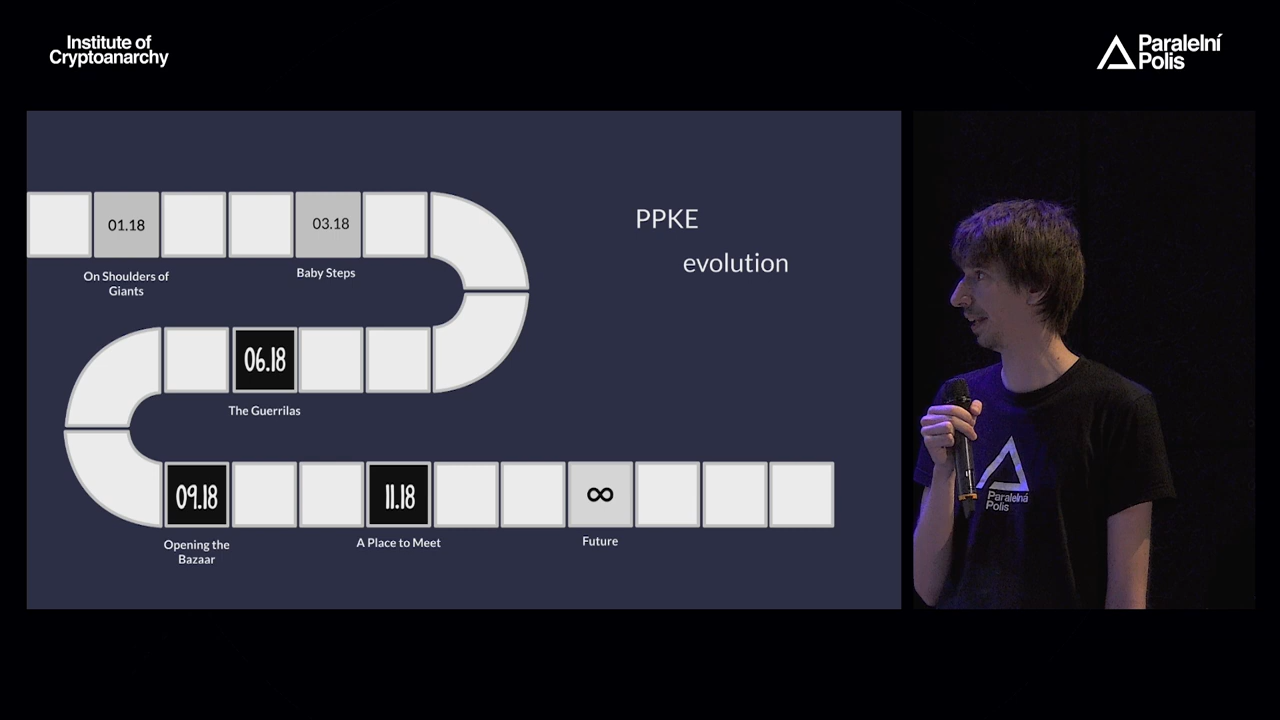 Institute of
Cryptoanarchy
Paralelní
Polis
PPKE
evolution
01.18
03.18
On Shoulders of
Giants
Baby Steps
06.18
The Guerrilas
09.18
11.18
∞
Opening the
Bazaar
A Place to Meet
Future
Paralelná
Polis